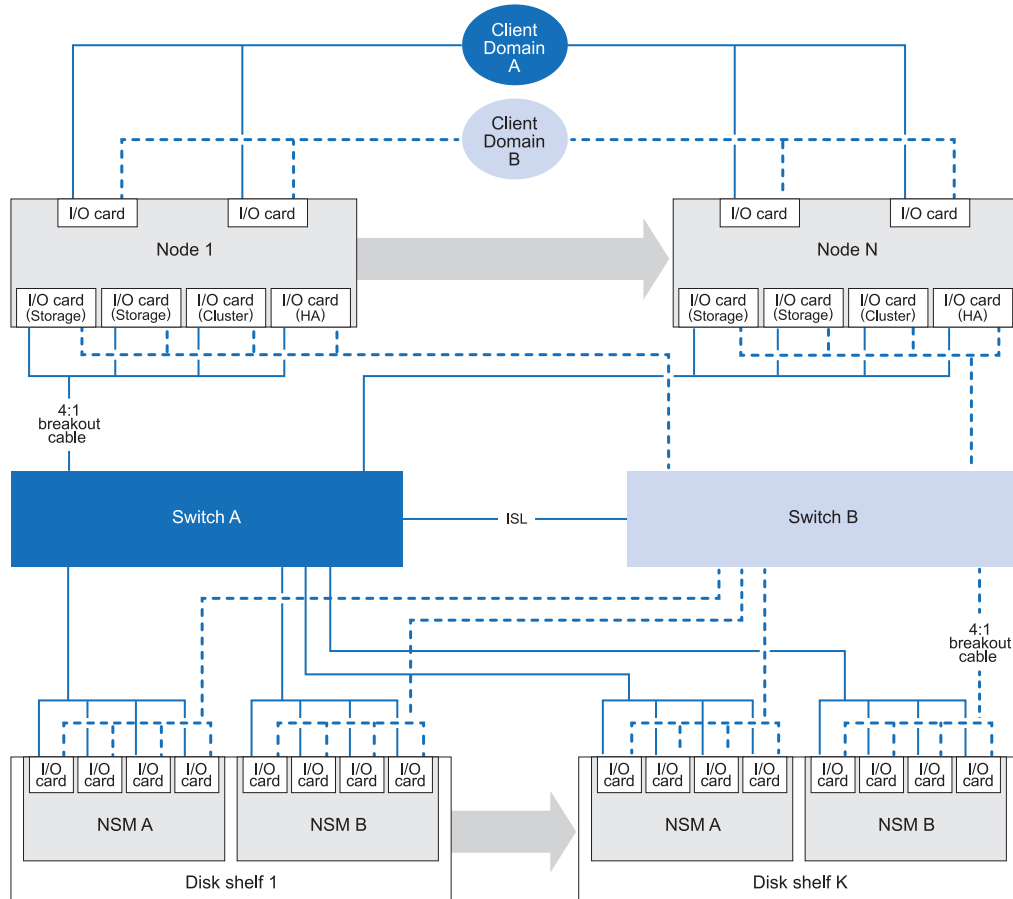 Client
Domain
A
Client
Domain
B
I/O card
I/O card
I/O card
I/O card
Node 1
Node N
I/O card
(Storage)
I/O card
(Storage)
I/O card
(Cluster)
I/O card
(HA)
I/O card
(Storage)
I/O card
(Storage)
I/O card
(Cluster)
I/O card
(HA)
4:1
breakout
cable
Switch A
ISL
Switch B
4:1
breakout
cable
I/O
card
I/O
card
I/O
card
I/O
card
I/O
card
I/O
card
I/O
card
I/O
card
I/O
card
I/O
card
I/O
card
I/O
card
I/O
card
I/O
card
I/O
card
I/O
card
NSM A
NSM B
NSM A
NSM B
Disk shelf 1
Disk shelf K